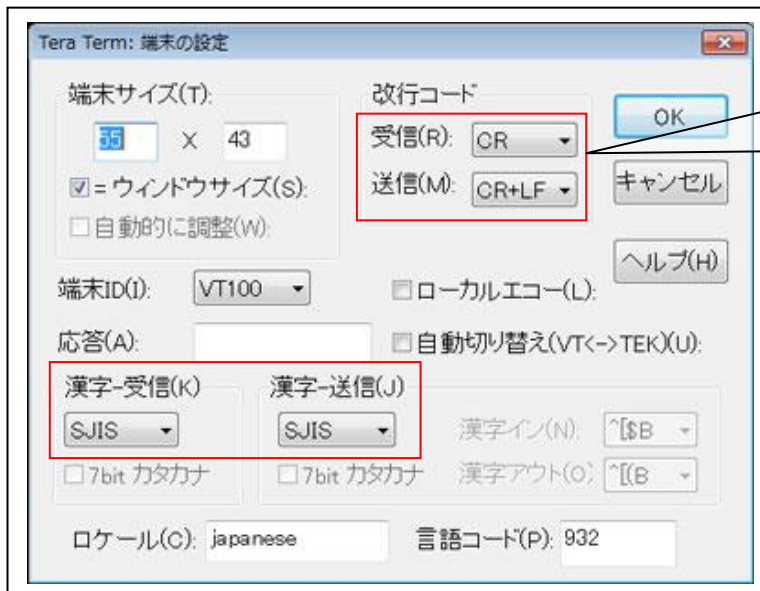 Tera Term: 端末の設定
端末サイズ(T):
55 X 43
=ウィンドウサイズ(S):
自動的に調整(W):
改行コード
受信(R): CR
送信(M): CR+LF
OK
キャンセル
ヘルプ(H)
端末ID(I): VT100
ローカルエコー(L):
応答(A):
自動切り替え(VT<->TEK)(U):
漢字-受信(K)
SJIS
7bit カタカナ
漢字-送信(J)
SJIS
7bit カタカナ
漢字イン(N): ^[$B
漢字アウト(O) ^[(B
ロケール(C): japanese
言語コード(P): 932